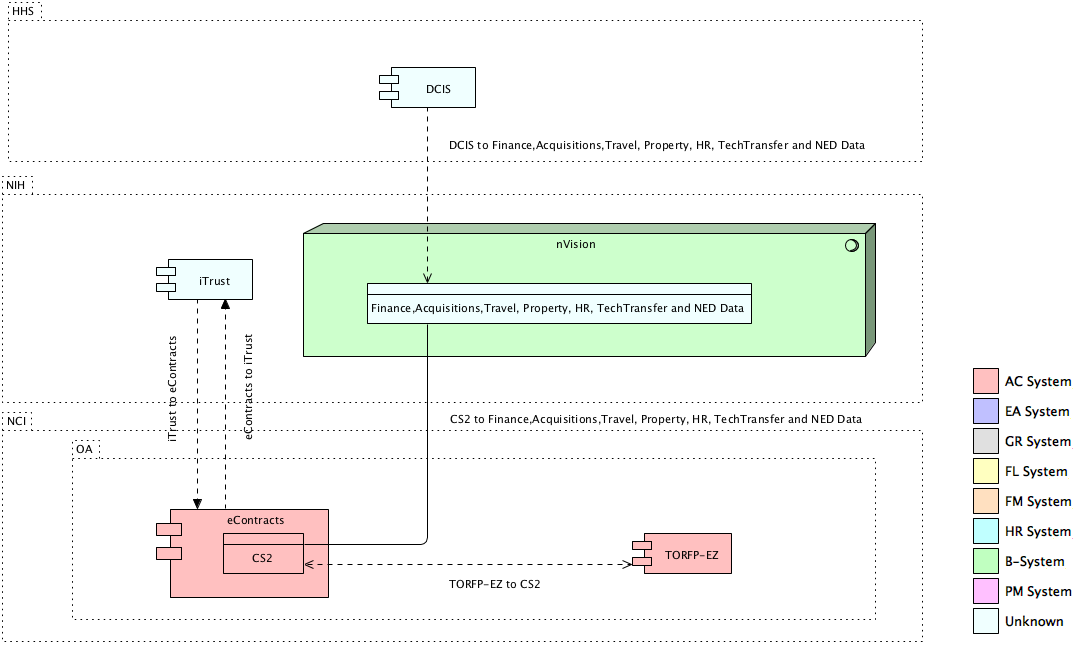 HHS
DCIS
DCIS to Finance,Acquisitions,Travel, Property, HR, TechTransfer and NED Data
NIH
nVision
iTrust
Finance,Acquisitions,Travel, Property, HR, TechTransfer and NED Data
iTrust to eContracts
eContracts to iTrust
NCI
CS2 to Finance,Acquisitions,Travel, Property, HR, TechTransfer and NED Data
OA
eContracts
CS2
TORFP-EZ
TORFP-EZ to CS2
AC System
EA System
GR System
FL System
FM System
HR System
B-System
PM System
Unknown